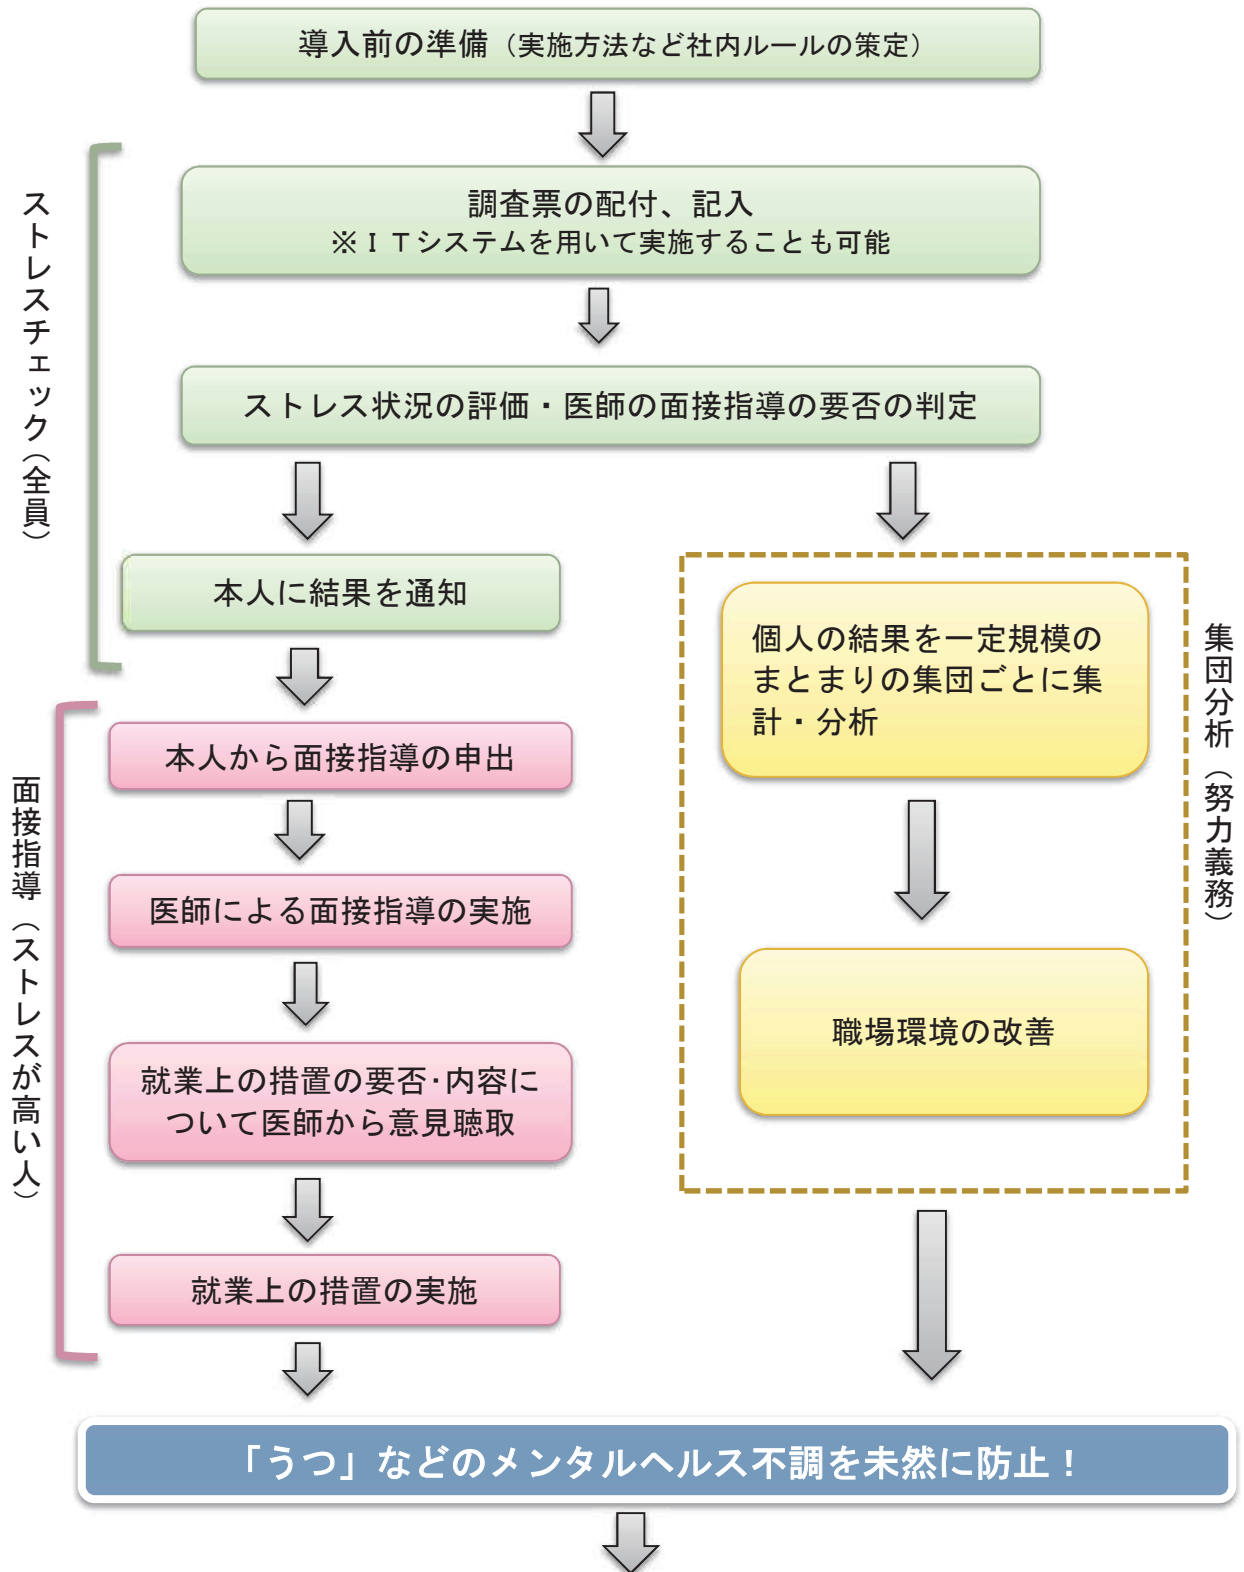 導入前の準備（実施方法など社内ルールの策定）
ストレスチェック（全員）
調査票の配付、記入
※ＩＴシステムを用いて実施することも可能
ストレス状況の評価・医師の面接指導の要否の判定
本人に結果を通知
面接指導（ストレスが高い人）
本人から面接指導の申出
医師による面接指導の実施
就業上の措置の要否･内容に
ついて医師から意見聴取
就業上の措置の実施
集団分析（努力義務）
個人の結果を一定規模の
まとまりの集団ごとに集
計・分析
職場環境の改善
「うつ」などのメンタルヘルス不調を未然に防止！